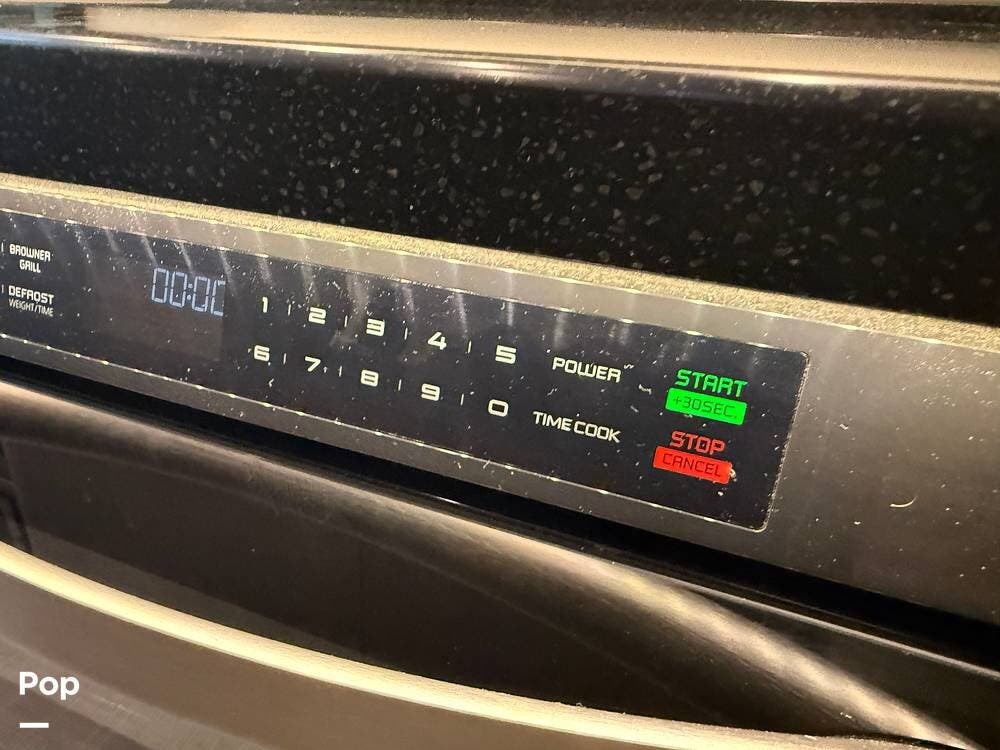 BROWNER
GRILL
DEFROST
WEIGHT/TIME
00:00
1 2 3 4 5
6 7 8 9 0
POWER
TIME COOK
START
+30SEC.
STOP
CANCEL
Pop